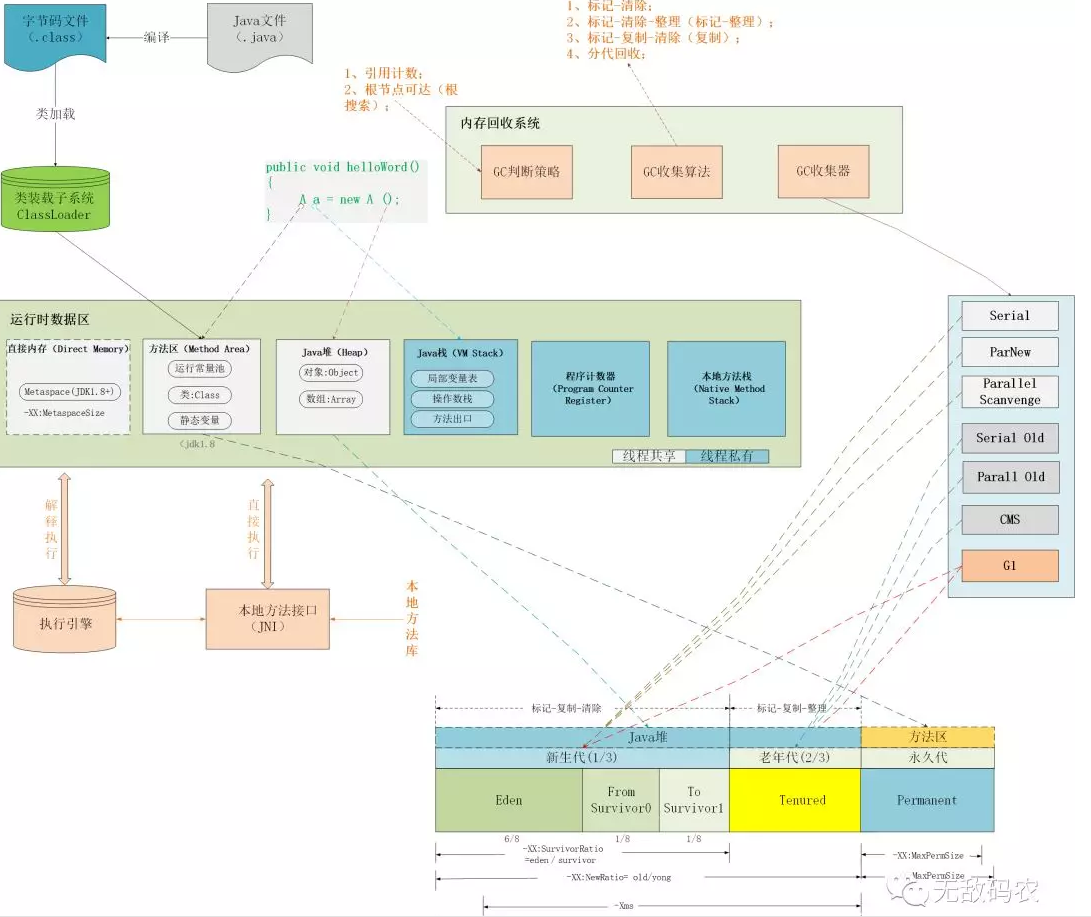 字节码文件
(.class)
编译
Java文件
(.java)
类加载
类装载子系统
ClassLoader
1、引用计数;
2、根节点可达(根
搜索);
1、标记-清除;
2、标记-清除-整理(标记-整理);
3、标记-复制-清除(复制);
4、分代回收;
public void helloWord()
{
A a = new A ();
}
内存回收系统
GC判断策略
GC收集算法
GC收集器
运行时数据区
直接内存(Direct Memory)
Metaspace(JDK1.8+)
-XX:MetaspaceSize
方法区(Method Area)
运行常量池
类:Class
静态变量
(jdk1.8
Java堆(Heap)
对象:Object
数组:Array
Java栈(VM Stack)
局部变量表
操作数栈
方法出口
程序计数器
(Program Counter
Register)
本地方法栈
(Native Method
Stack)
线程共享
线程私有
Serial
ParNew
Parallel
Scanvenge
Serial Old
Parall Old
CMS
G1
解释执行
直接执行
执行引擎
本地方法接口
(JNI)
本地方法库
标记-复制-清除
标记-复制-整理
Java堆
方法区
新生代(1/3)
老年代(2/3)
永久代
Eden
From
Survivor0
To
Survivor1
Tenured
Permanent
6/8
1/8
1/8
-XX:SurvivorRatio
=eden/survivor
-XX:MaxPermSize
-XX:NewRatio= old/yong
MaxPermSize
-Xms
无敌码农